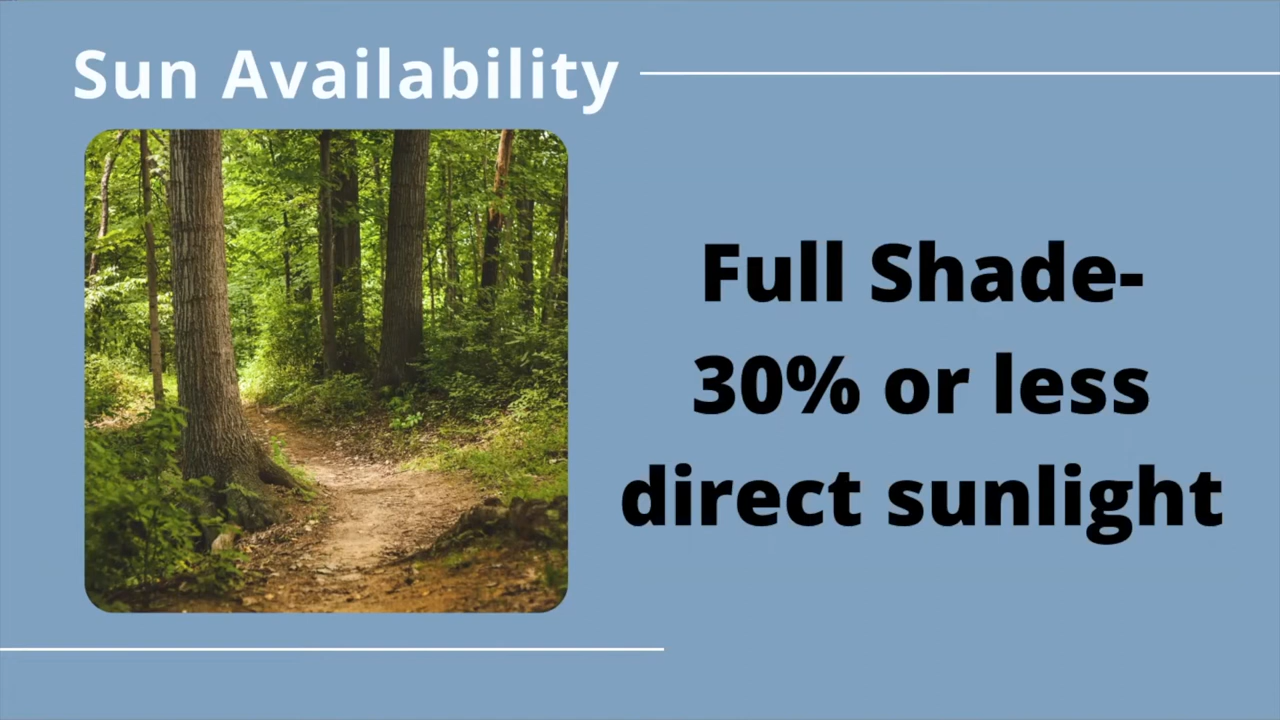 Sun Availability
Full Shade-
30% or less
direct sunlight